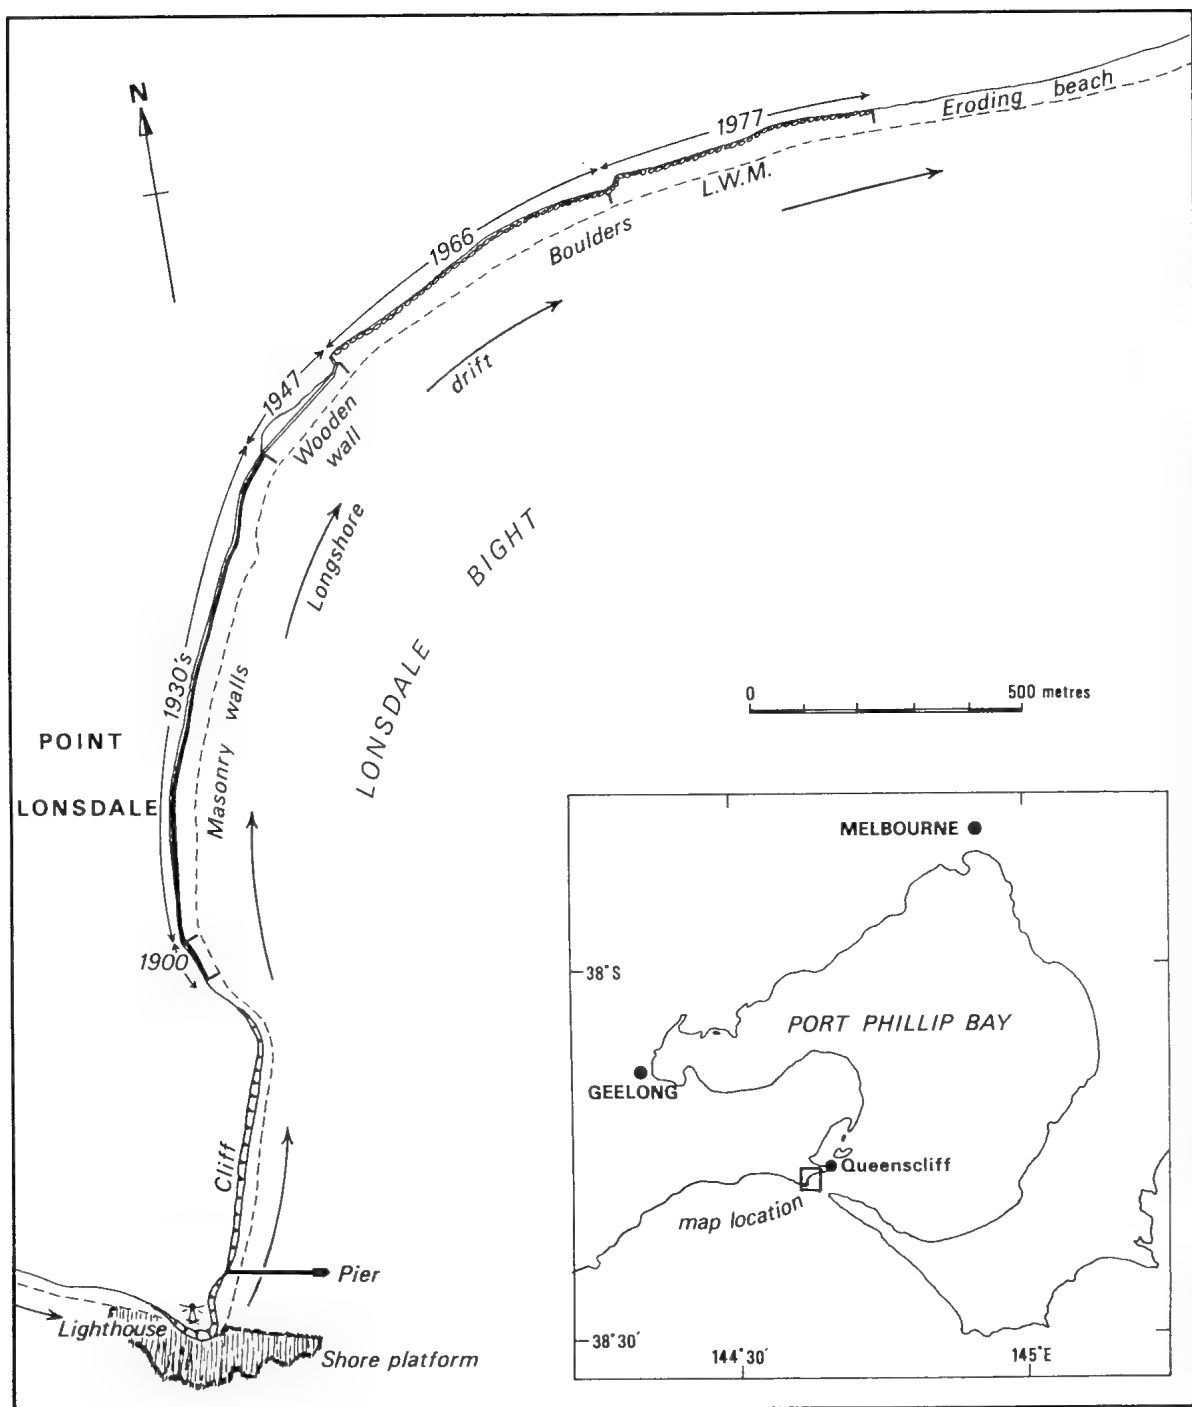 N
1977
Eroding beach
L.W.M.
1966
Boulders
drift
1947
Wooden
wall
Longshore
LONSDALE BIGHT
1930's
Masonry walls
POINT
LONSDALE
0 500 metres
1900
Cliff
Pier
Lighthouse
Shore platform
MELBOURNE
38°S
PORT PHILLIP BAY
GEELONG
Queenscliff
map location
38°30'
144°30'
145°E